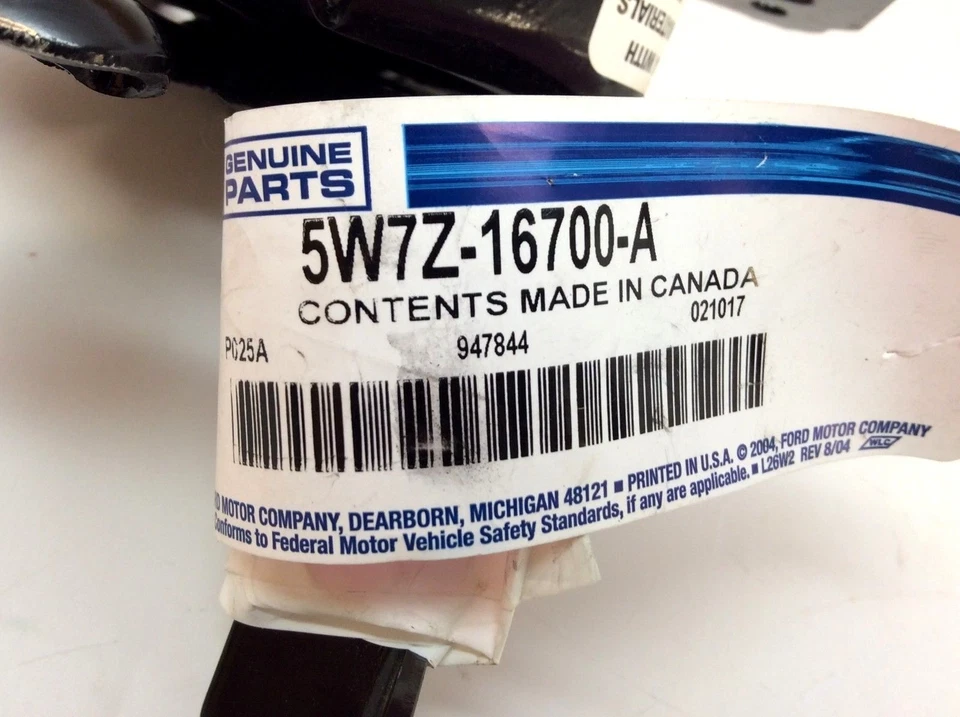 WITH
MATERIALS
GENUINE
PARTS
5W7Z-16700-A
CONTENTS MADE IN CANADA
021017
P025A
947844
MOTOR COMPANY, DEARBORN, MICHIGAN 48121 ■ PRINTED IN U.S.A. © 2004, FORD MOTOR COMPANY
Conforms to Federal Motor Vehicle Safety Standards, if any are applicable. ■ L26W2 REV 8/04 WLC